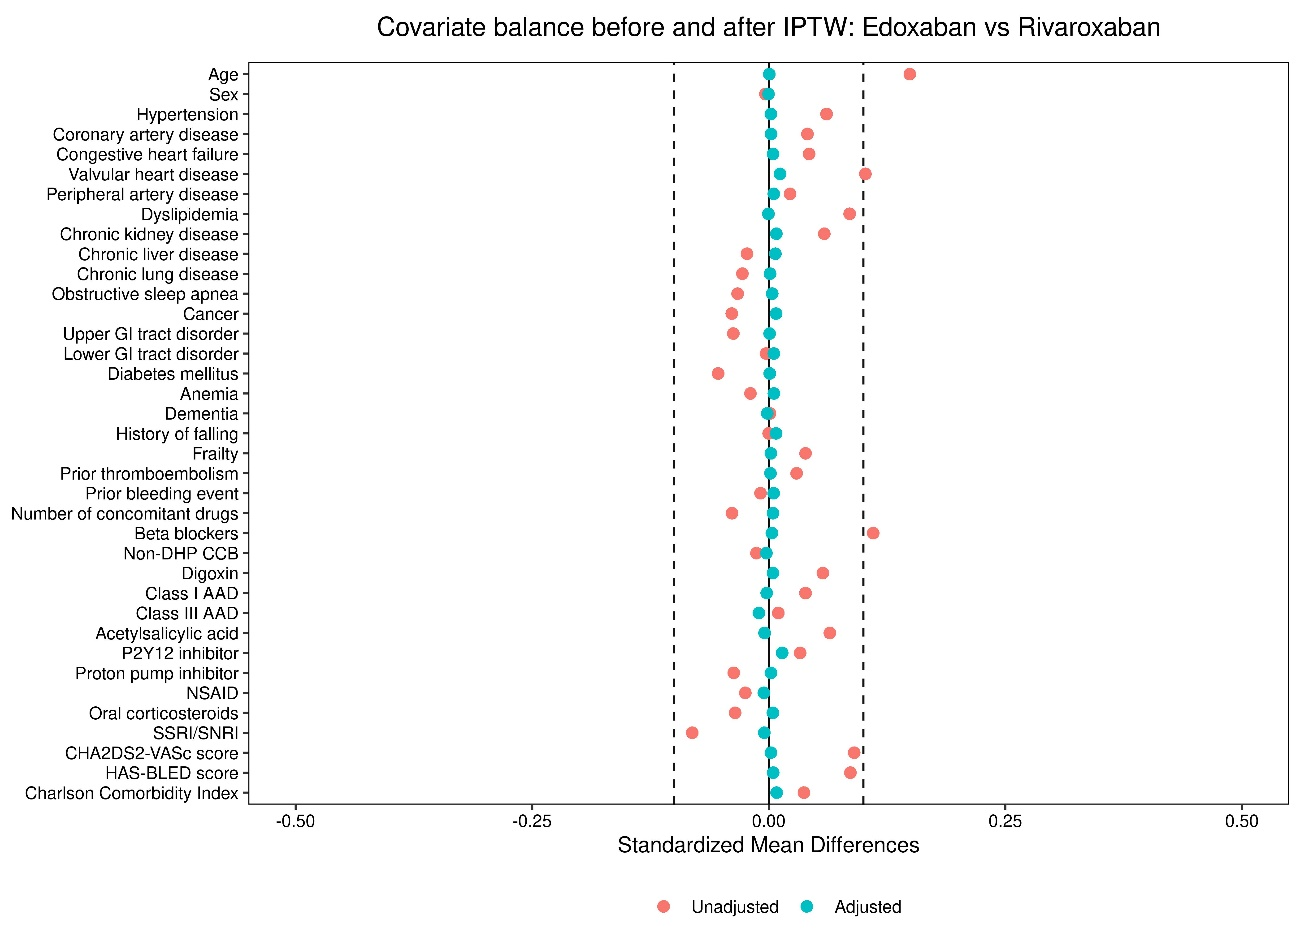 Covariate balance before and after IPTW: Edoxaban vs Rivaroxaban
Age
Sex
Hypertension
Coronary artery disease
Congestive heart failure
Valvular heart disease
Peripheral artery disease
Dyslipidemia
Chronic kidney disease
Chronic liver disease
Chronic lung disease
Obstructive sleep apnea
Cancer
Upper GI tract disorder
Lower GI tract disorder
Diabetes mellitus
Anemia
Dementia
History of falling
Frailty
Prior thromboembolism
Prior bleeding event
Number of concomitant drugs
Beta blockers
Non-DHP CCB
Digoxin
Class I AAD
Class III AAD
Acetylsalicylic acid
P2Y12 inhibitor
Proton pump inhibitor
NSAID
Oral corticosteroids
SSRI/SNRI
CHA2DS2-VASc score
HAS-BLED score
Charlson Comorbidity Index
-0.50 -0.25 0.00 0.25 0.50
Standardized Mean Differences
Unadjusted Adjusted